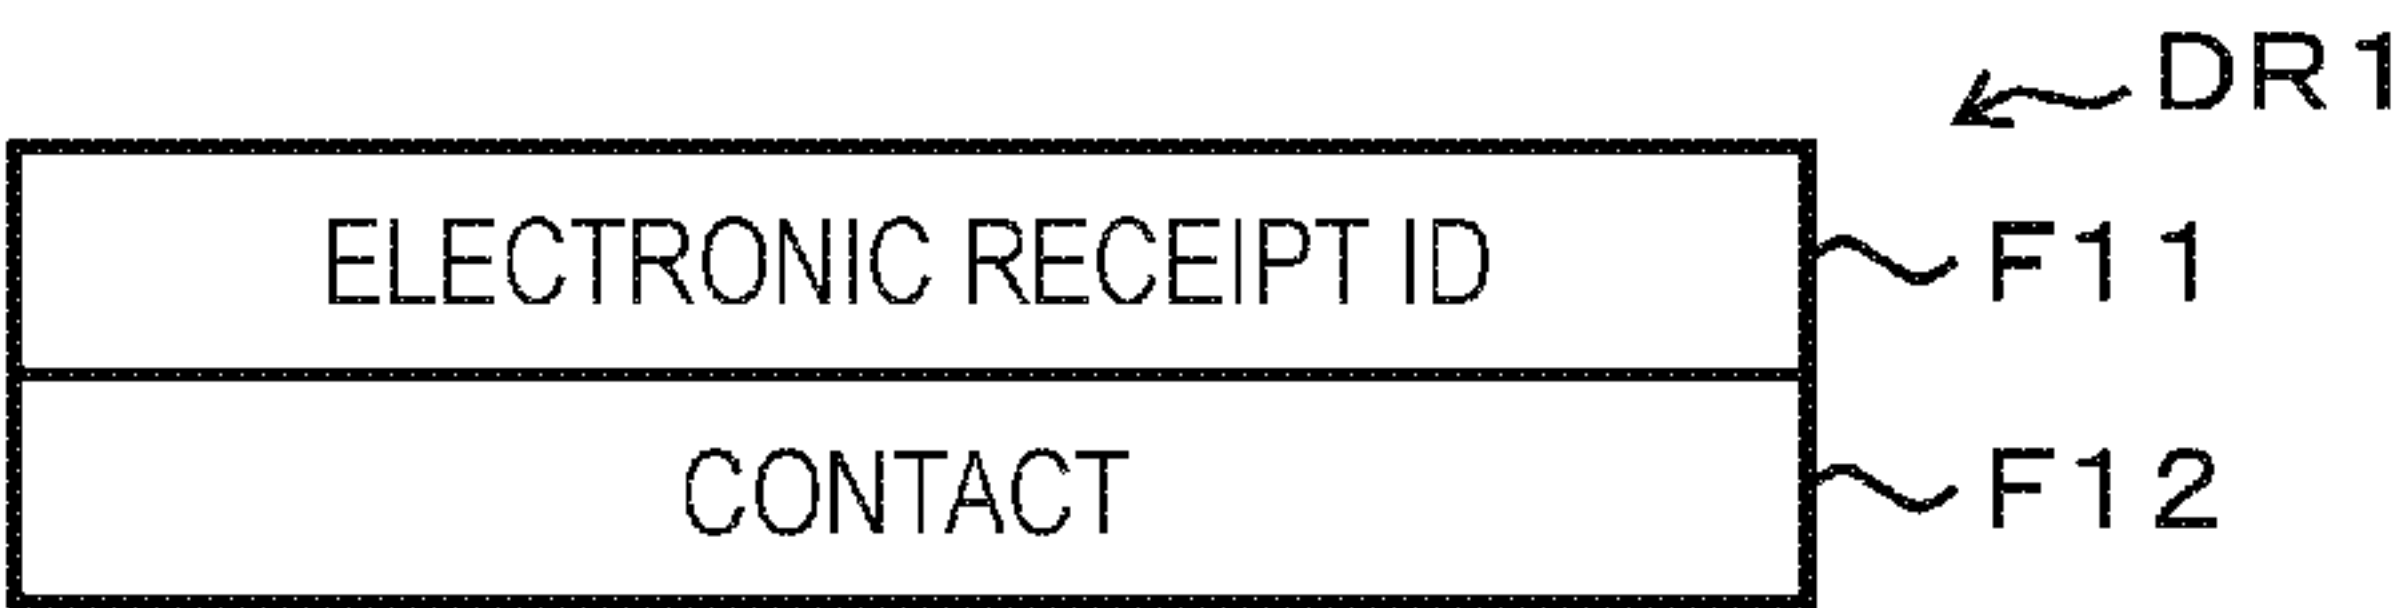 DR1
ELECTRONIC RECEIPT ID F11
CONTACT F12